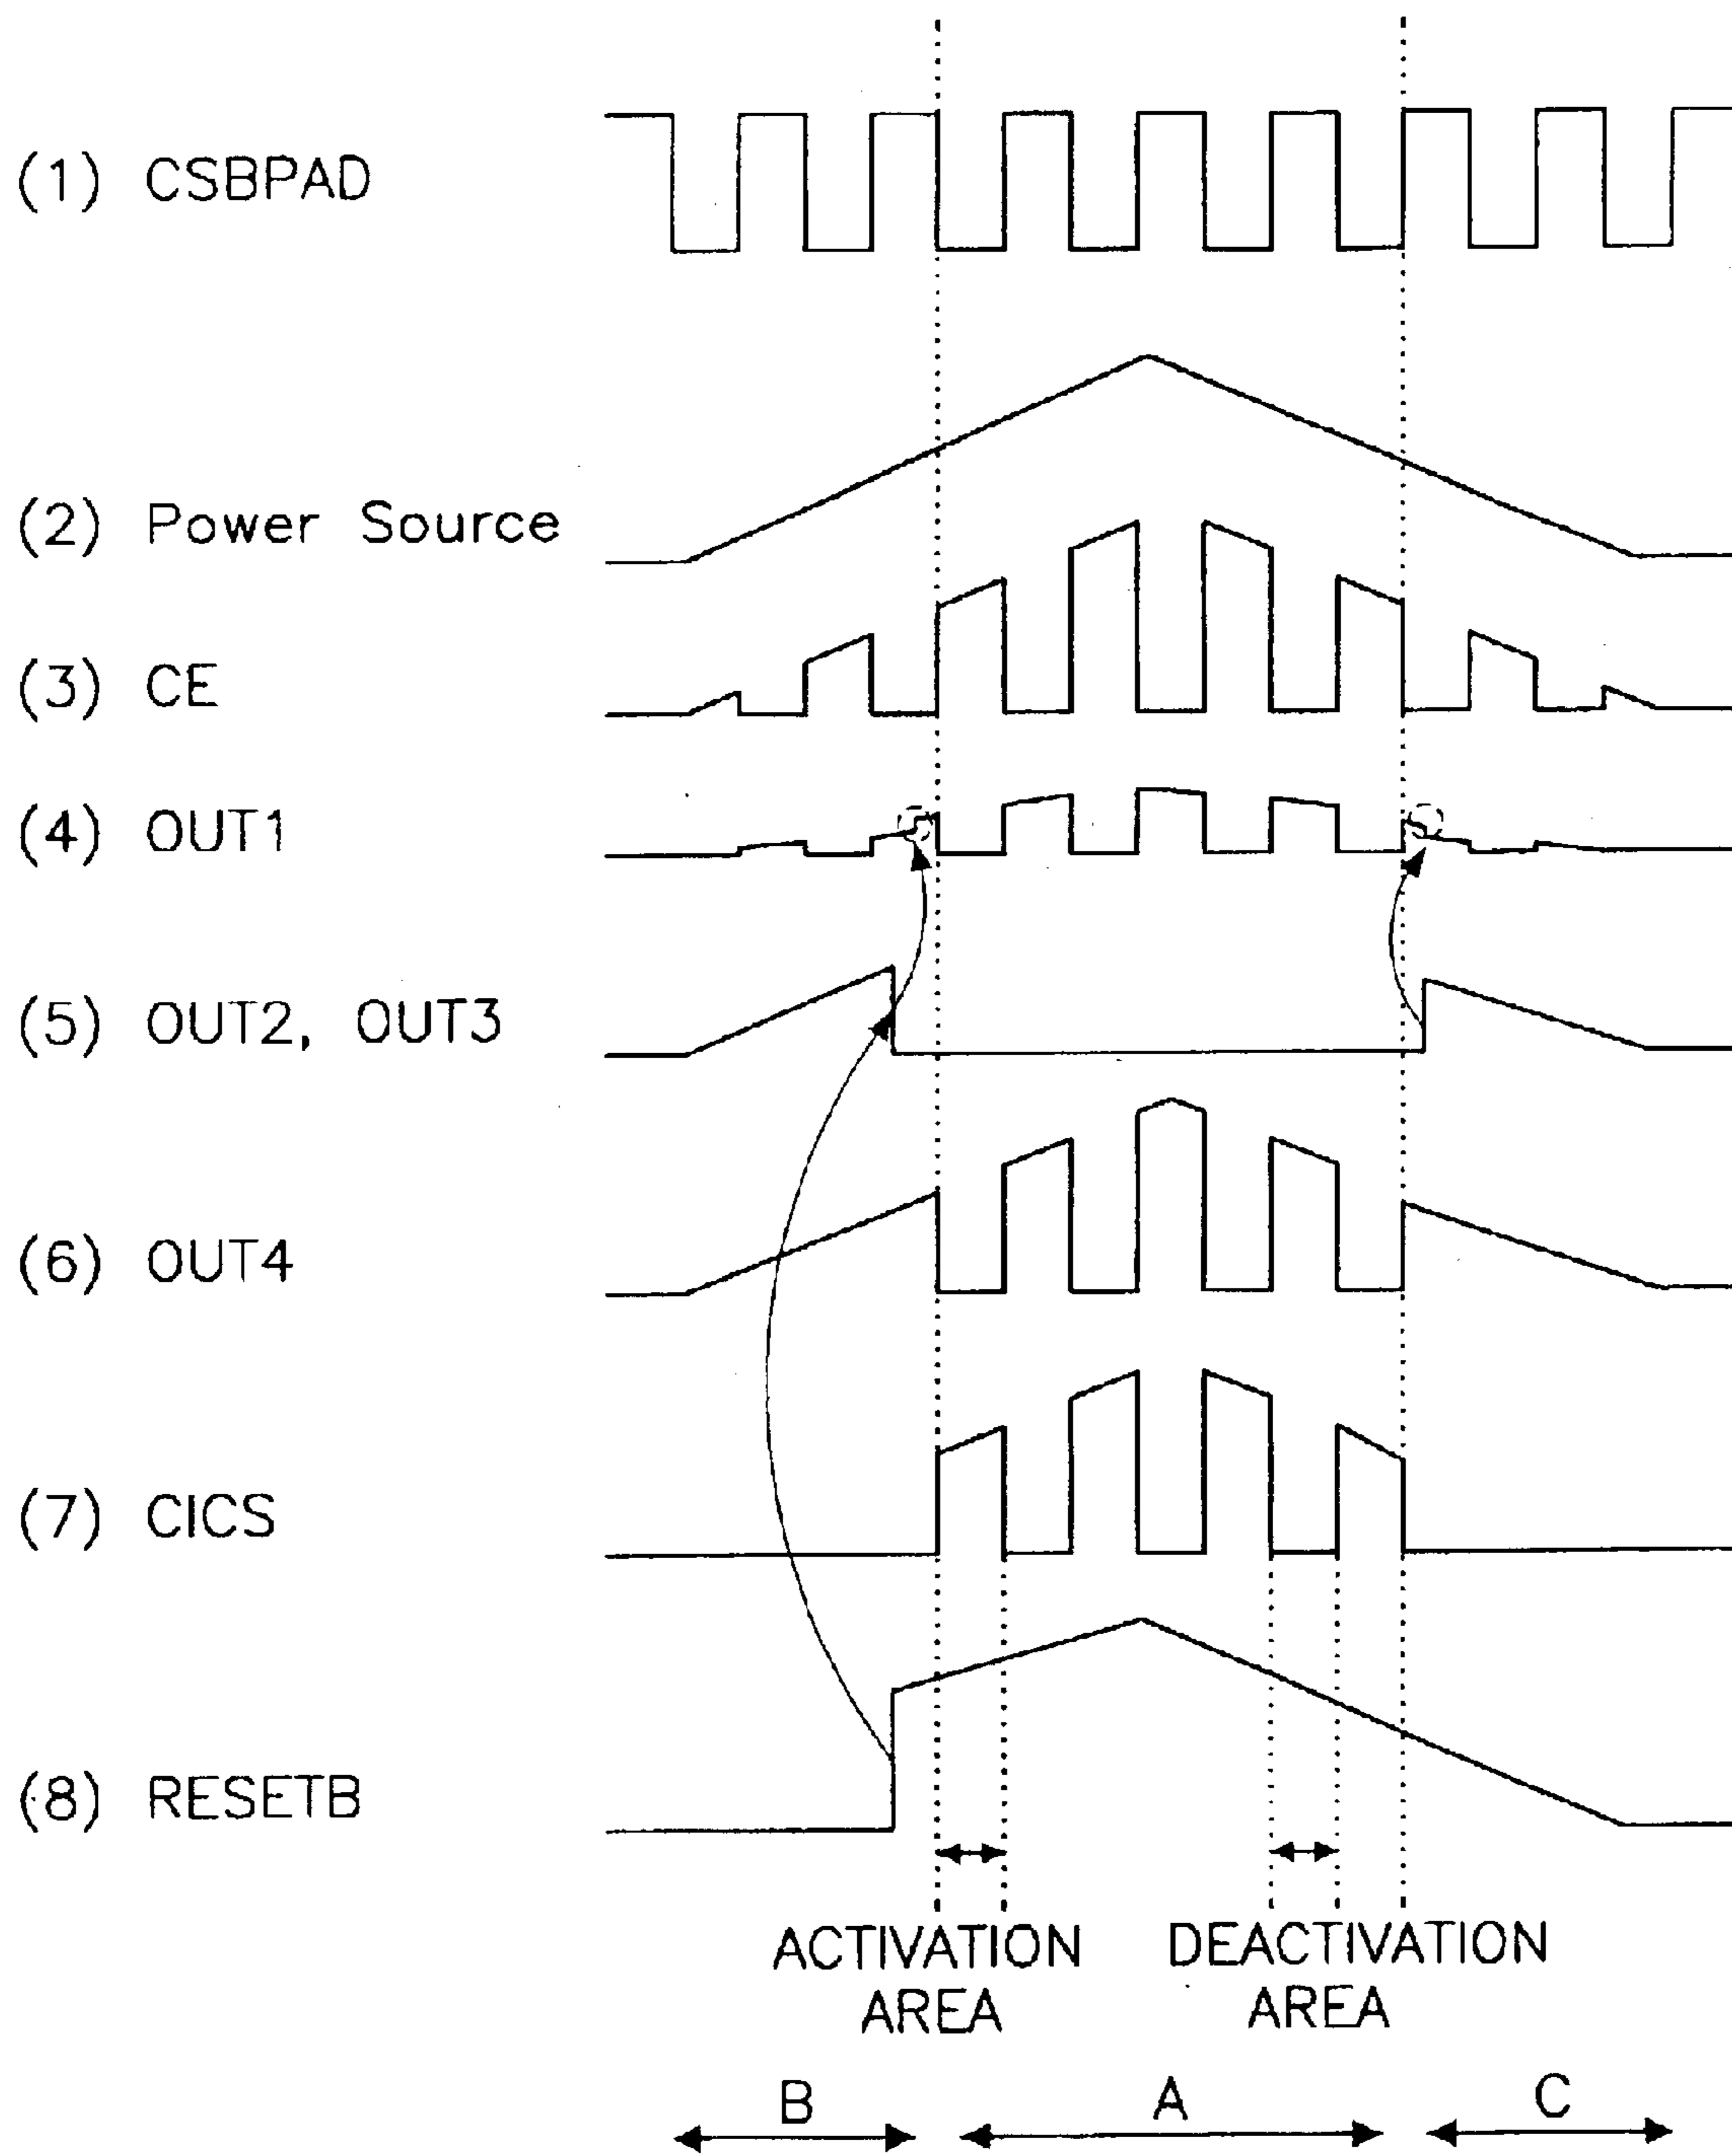 (1) CSBPAD
(2) Power Source
(3) CE
(4) OUT1
(5) OUT2, OUT3
(6) OUT4
(7) CICS
(8) RESETB
ACTIVATION AREA
DEACTIVATION AREA
B
A
C